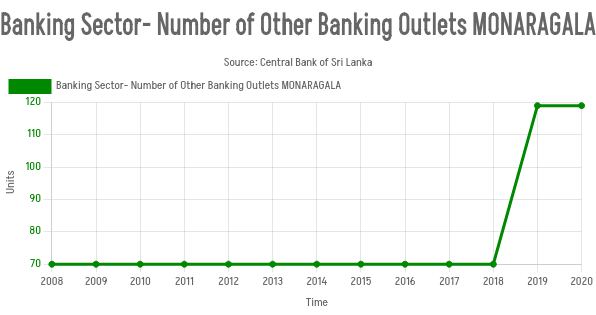 Banking Sector- Number of Other Banking Outlets MONARAGALA
Source: Central Bank of Sri Lanka
Banking Sector- Number of Other Banking Outlets MONARAGALA
120
110
100
90
80
70
Units
2008 2009 2010 2011 2012 2013 2014 2015 2016 2017 2018 2019 2020
Time